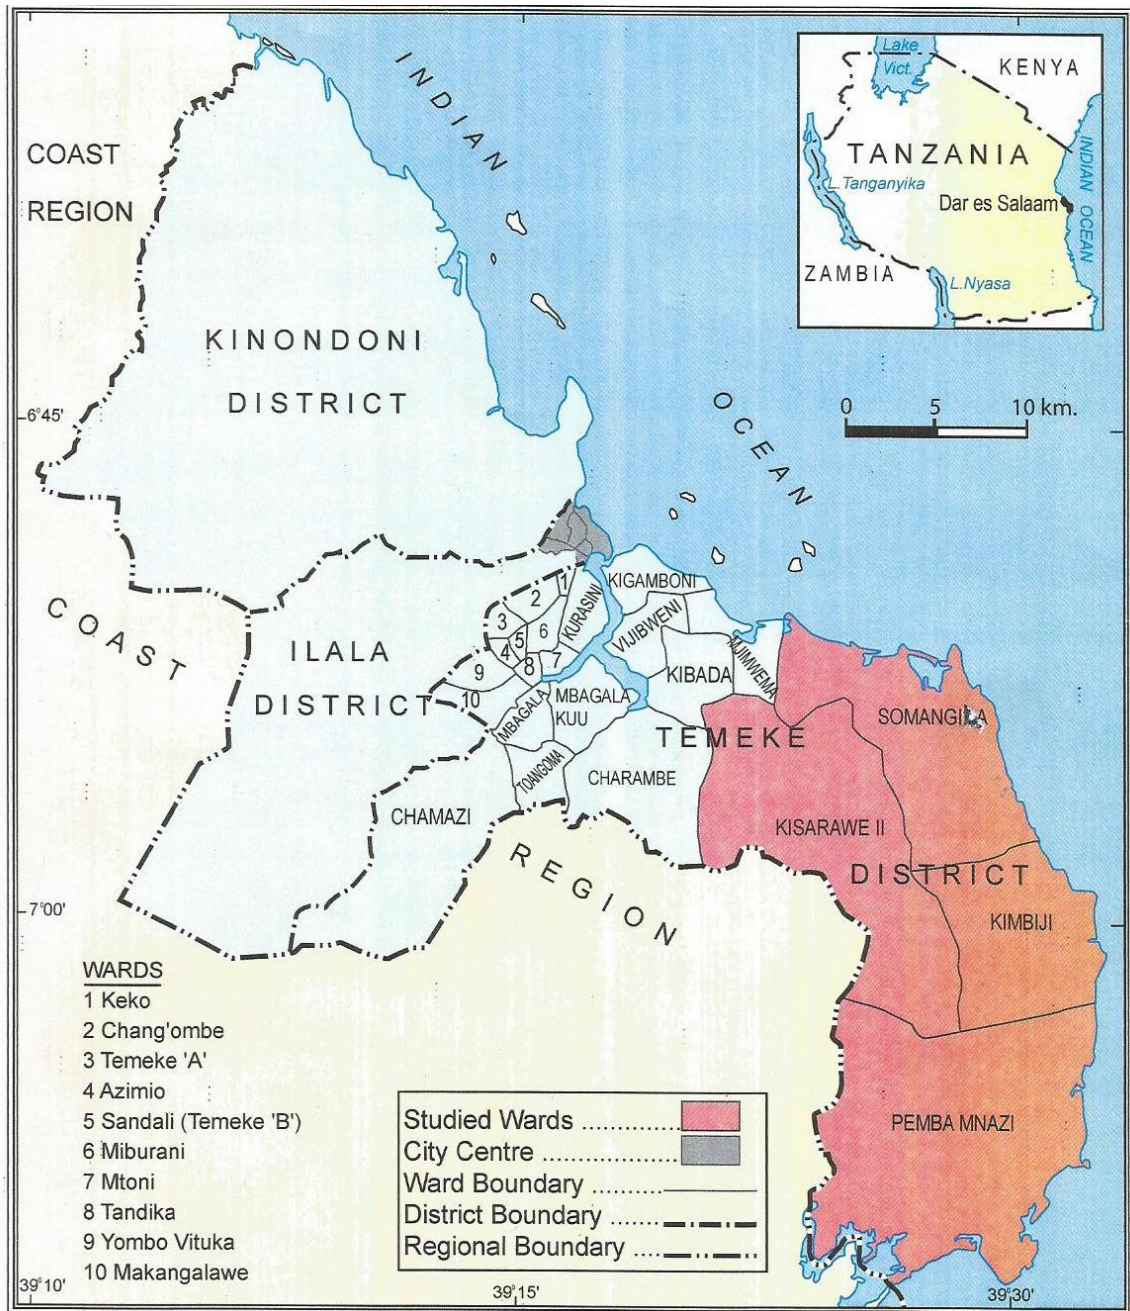 INDIAN
OCEAN
COAST
REGION
KINONDONI
DISTRICT
6°45'
0 5 10 km.
Lake
Vict.
KENYA
TANZANIA
L.Tanganyika
Dar es Salaam
INDIAN OCEAN
ZAMBIA
L.Nyasa
COAST
REGION
ILALA
DISTRICT
1
2
3
4
5
6
7
8
9
10
KURASINI
KIGAMBONI
VIJIBWENI
KIBADA
MJIMWEMA
MBAGALA
MBAGALA
KUU
TOANGOMA
CHARAMBE
CHAMAZI
TEMEKE
DISTRICT
SOMANGILA
KISARAWE II
KIMBIJI
PEMBA MNAZI
7°00'
WARDS
1 Keko
2 Chang'ombe
3 Temeke 'A'
4 Azimio
5 Sandali (Temeke 'B')
6 Miburani
7 Mtoni
8 Tandika
9 Yombo Vituka
10 Makangalawe
Studied Wards ..............
City Centre ....................
Ward Boundary ............
District Boundary .........
Regional Boundary .......
39°10'
39°15'
39°30'